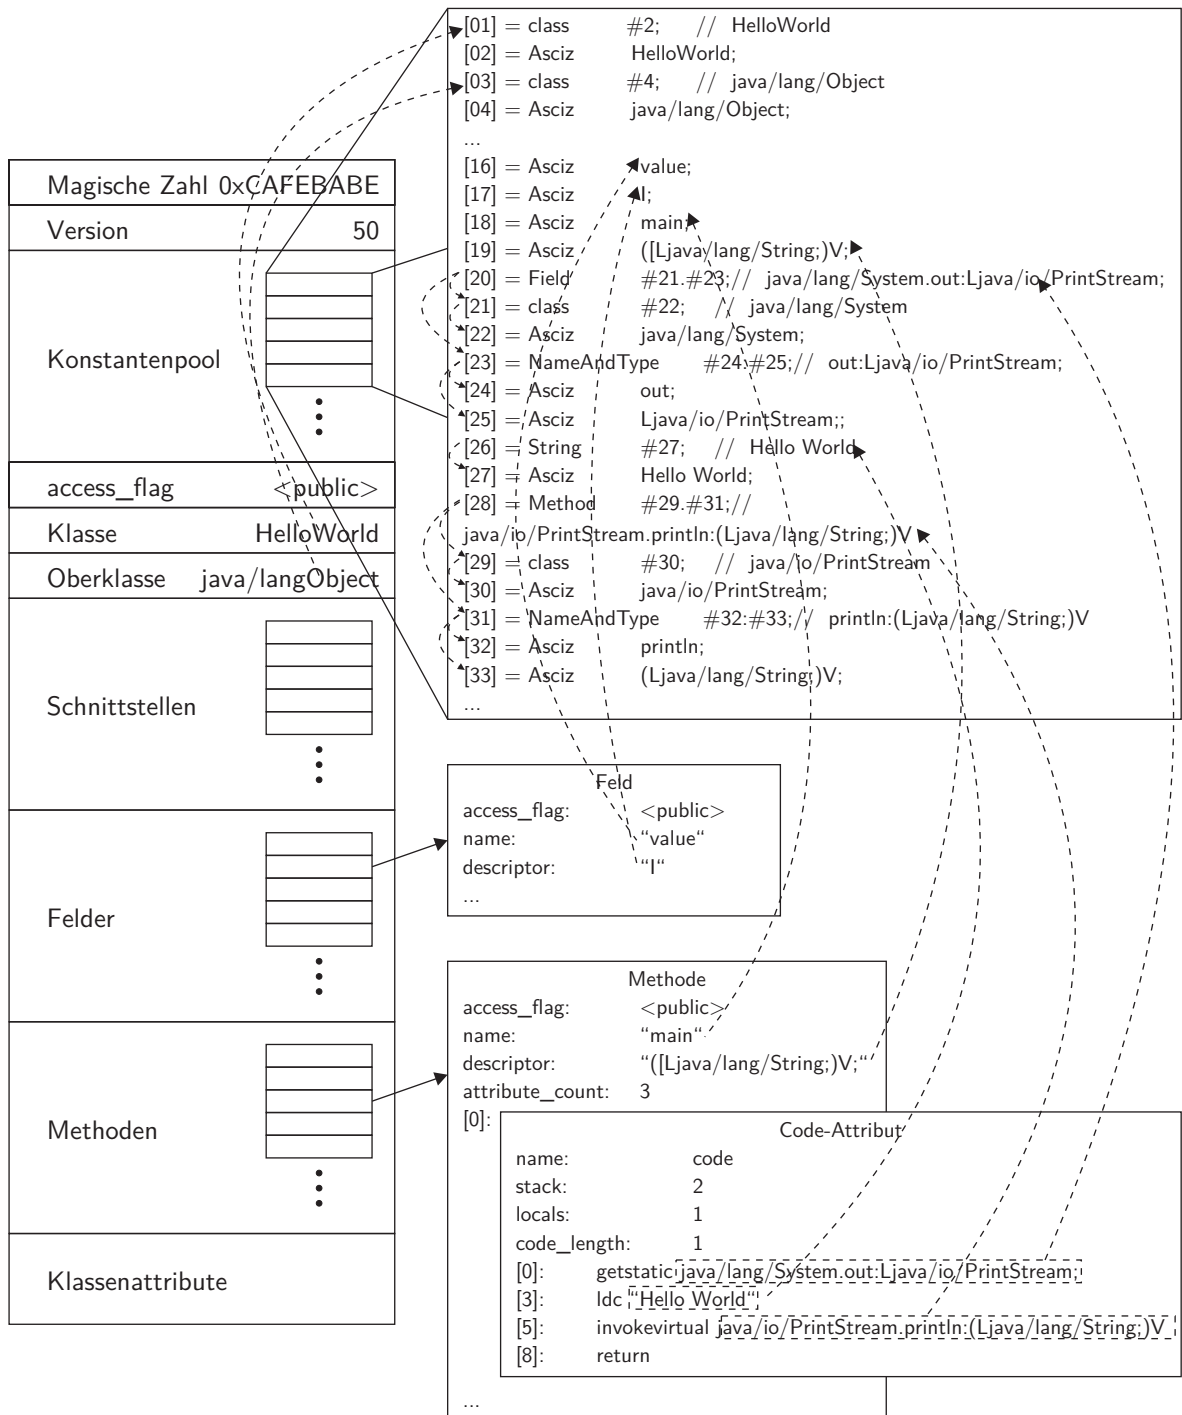 [01] = class #2; // HelloWorld
[02] = Asciz HelloWorld;
[03] = class #4; // java/lang/Object
[04] = Asciz java/lang/Object;
...
[16] = Asciz value;
[17] = Asciz I;
[18] = Asciz main;
[19] = Asciz ([Ljava/lang/String;)V;
[20] = Field #21.#23;// java/lang/System.out:Ljava/io/PrintStream;
[21] = class #22; // java/lang/System
[22] = Asciz java/lang/System;
[23] = NameAndType #24:#25;// out:Ljava/io/PrintStream;
[24] = Asciz out;
[25] = Asciz Ljava/io/PrintStream;;
[26] = String #27; // Hello World
[27] = Asciz Hello World;
[28] = Method #29.#31;//
java/io/PrintStream.println:(Ljava/lang/String;)V
[29] = class #30; // java/io/PrintStream
[30] = Asciz java/io/PrintStream;
[31] = NameAndType #32:#33;// println:(Ljava/lang/String;)V
[32] = Asciz println;
[33] = Asciz (Ljava/lang/String;)V;
...
Magische Zahl 0xCAFEBABE
Version 50
Konstantenpool
access_flag <public>
Klasse HelloWorld
Oberklasse java/langObject
Schnittstellen
Felder
Methoden
Klassenattribute
Feld
access_flag: <public>
name: “value“
descriptor: “I“
...
Methode
access_flag: <public>
name: “main“
descriptor: “([Ljava/lang/String;)V;“
attribute_count: 3
[0]:
Code-Attribut
name: code
stack: 2
locals: 1
code_length: 1
[0]: getstatic java/lang/System.out:Ljava/io/PrintStream;
[3]: ldc “Hello World“
[5]: invokevirtual java/io/PrintStream.println:(Ljava/lang/String;)V
[8]: return
...